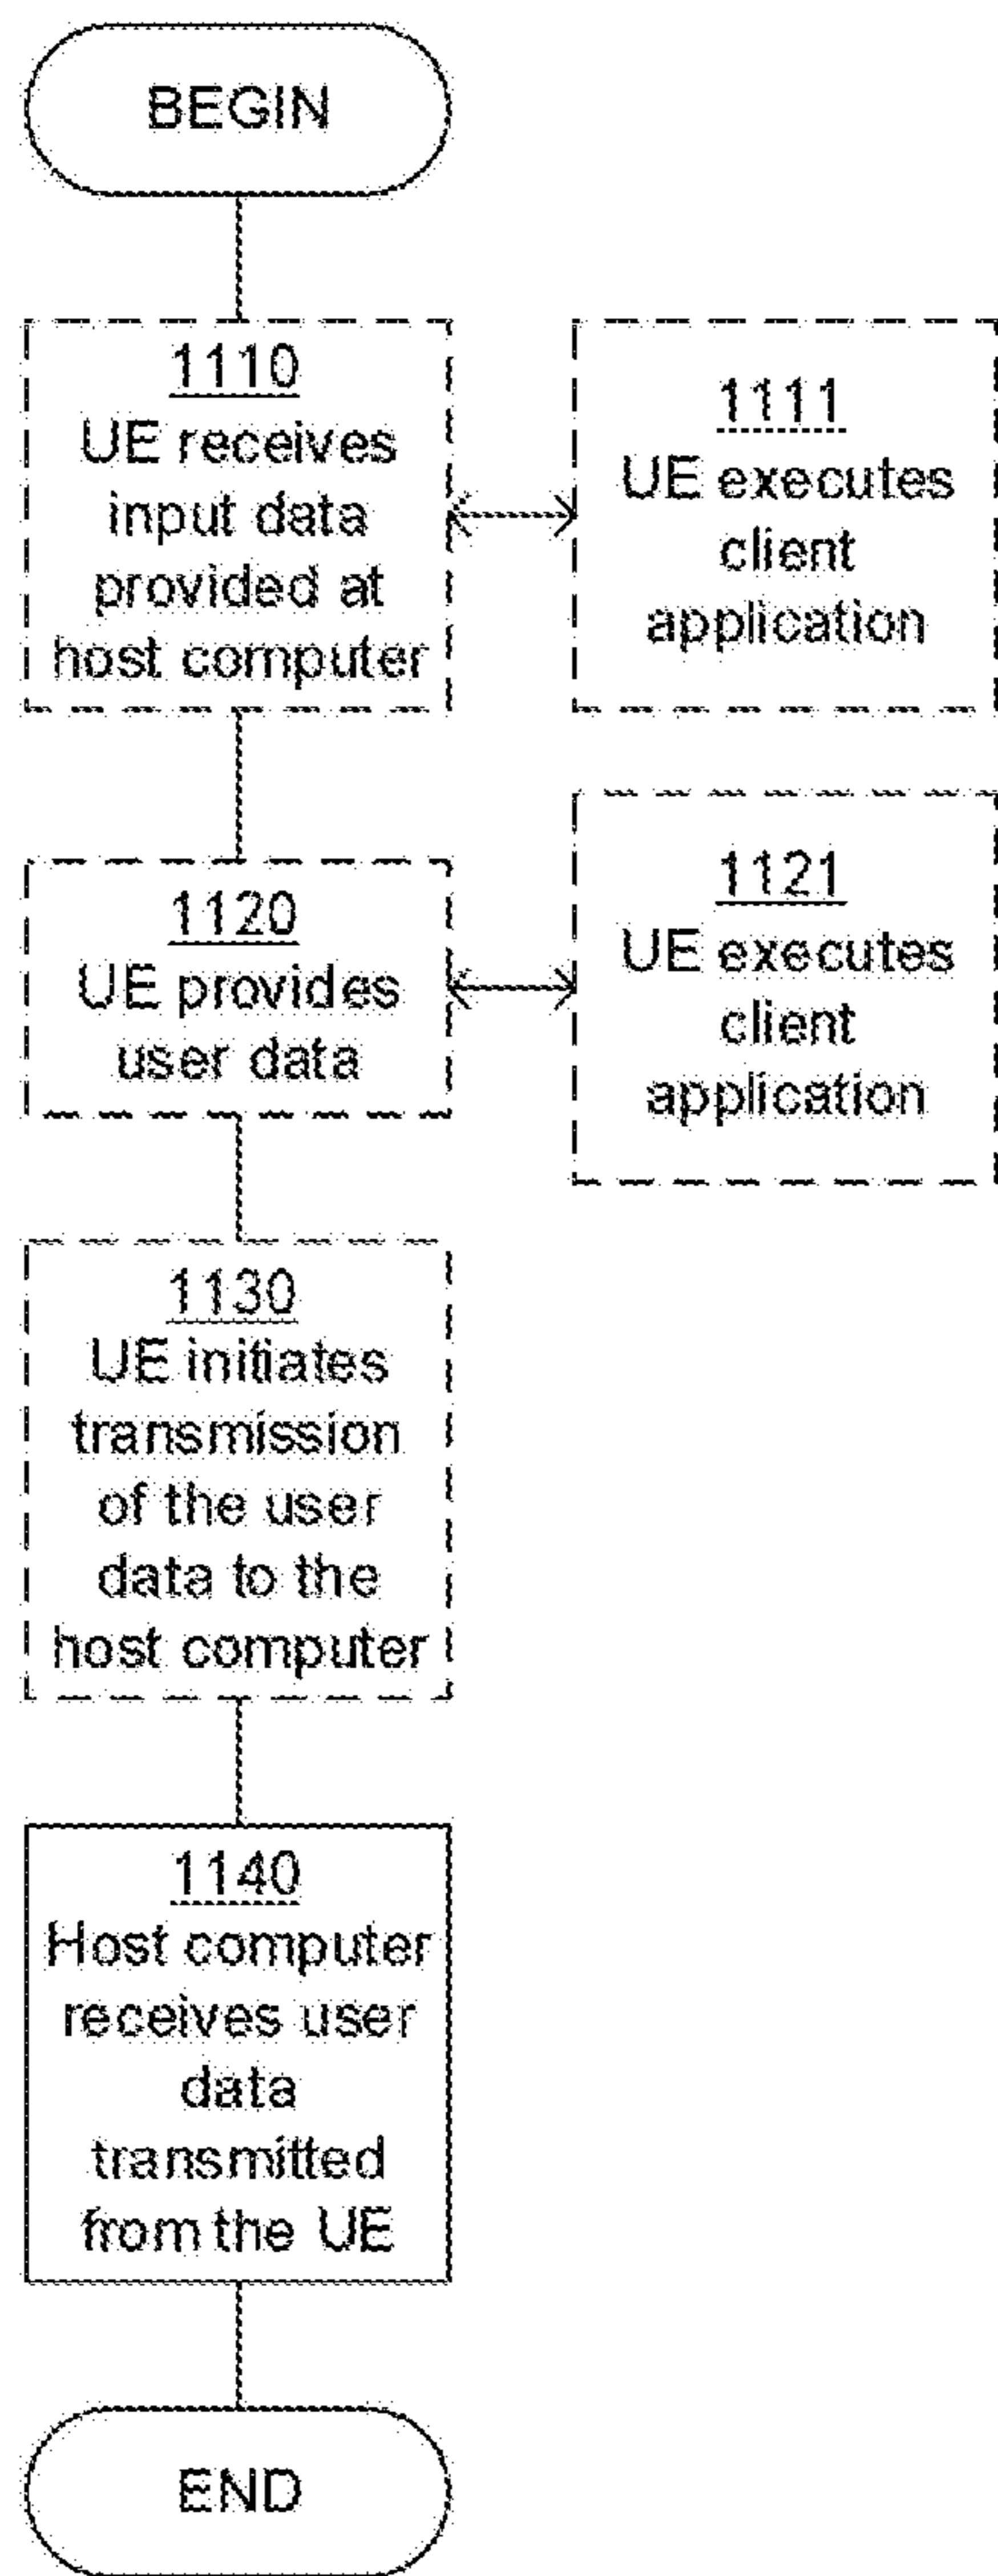 BEGIN
1110
UE receives
input data
provided at
host computer
1111
UE executes
client
application
1120
UE provides
user data
1121
UE executes
client
application
1130
UE initiates
transmission
of the user
data to the
host computer
1140
Host computer
receives user
data
transmitted
from the UE
END